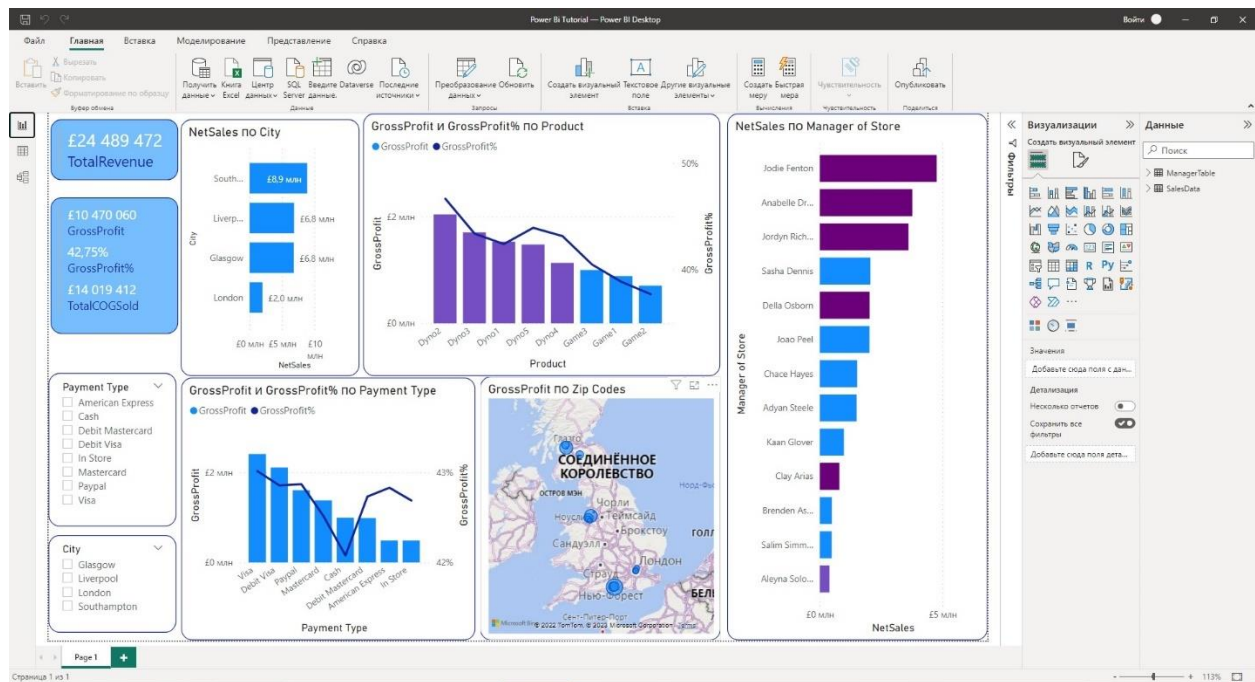 Power Bi Tutorial — Power BI Desktop
Войти
Файл Главная Вставка Моделирование Представление Справка
Вставить
Вырезать
Копировать
Форматирование по образцу
Буфер обмена
Получить данные
Книга Excel
Центр данных
SQL Server
Введите данные
Dataverse
Последние источники
Данные
Преобразование данных
Обновить
Запросы
Создать визуальный элемент
Текстовое поле
Другие визуальные элементы
Вставка
Создать меру
Быстрая мера
Вычисления
Чувствительность
Чувствительность
Опубликовать
Поделиться
£24 489 472
TotalRevenue
£10 470 060
GrossProfit
42,75%
GrossProfit%
£14 019 412
TotalCOGSold
Payment Type
American Express
Cash
Debit Mastercard
Debit Visa
In Store
Mastercard
Paypal
Visa
City
Glasgow
Liverpool
London
Southampton
NetSales по City
City
South...
£8.9 млн
Liverp...
£6.8 млн
Glasgow
£6.8 млн
London
£2.0 млн
£0 млн £5 млн £10 млн
NetSales
GrossProfit и GrossProfit% по Product
GrossProfit GrossProfit%
GrossProfit
£2 млн
£0 млн
50%
40%
GrossProfit%
Dyno2 Dyno3 Dyno1 Dyno5 Dyno4 Game3 Game1 Game2
Product
GrossProfit и GrossProfit% по Payment Type
GrossProfit GrossProfit%
GrossProfit
£2 млн
£0 млн
43%
42%
GrossProfit%
Visa Debit Visa Paypal Mastercard Cash Debit Mastercard American Express In Store
Payment Type
GrossProfit по Zip Codes
Глазго
СОЕДИНЁННОЕ
КОРОЛЕВСТВО
ОСТРОВ МЭН
Чорли
Теймсайд
Брокстоу
Сандуэлл
Лондон
Нью-Форест
Сент-Питер-Порт
© 2022 TomTom, © 2023 Microsoft Corporation Terms
NetSales по Manager of Store
Manager of Store
Jodie Fenton
Anabelle Dr...
Jordyn Rich...
Sasha Dennis
Della Osborn
Joao Peel
Chace Hayes
Adyan Steele
Kaan Glover
Clay Arias
Brenden As...
Salim Simm...
Aleyna Solo...
£0 млн £5 млн
NetSales
Фильтры
Визуализации
Создать визуальный элемент
R Py
Значения
Добавьте сюда поля с дан...
Детализация
Несколько отчетов
Сохранить все фильтры
Добавьте сюда поля дета...
Данные
Поиск
ManagerTable
SalesData
Page 1
Страница 1 из 1
113%